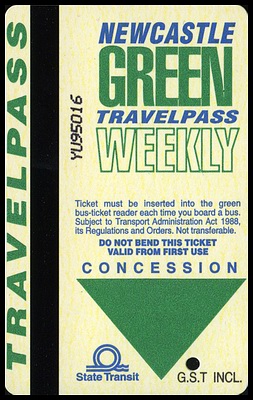 TRAVELPASS
YU95016
NEWCASTLE
GREEN
TRAVELPASS
WEEKLY
Ticket must be inserted into the green
bus-ticket reader each time you board a bus.
Subject to Transport Administration Act 1988,
its Regulations and Orders. Not transferable.
DO NOT BEND THIS TICKET
VALID FROM FIRST USE
CONCESSION
State Transit
G.S.T INCL.